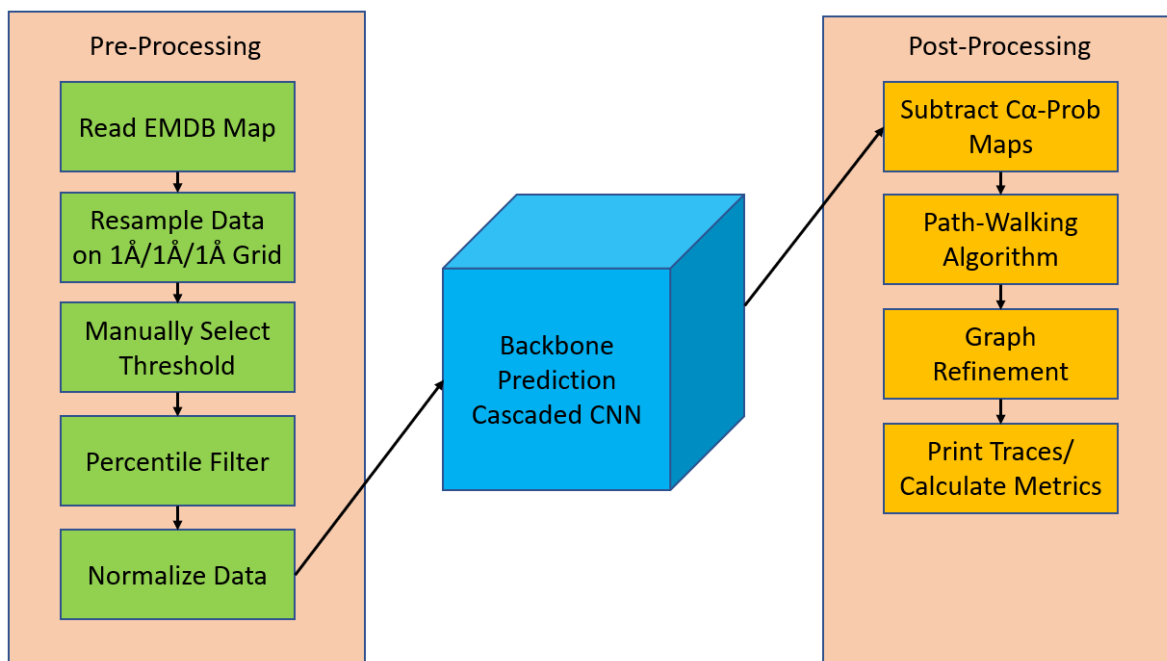 Pre-Processing
Read EMDB Map
Resample Data
on 1Å/1Å/1Å Grid
Manually Select
Threshold
Percentile Filter
Normalize Data
Backbone
Prediction
Cascaded CNN
Post-Processing
Subtract Cα-Prob
Maps
Path-Walking
Algorithm
Graph
Refinement
Print Traces/
Calculate Metrics